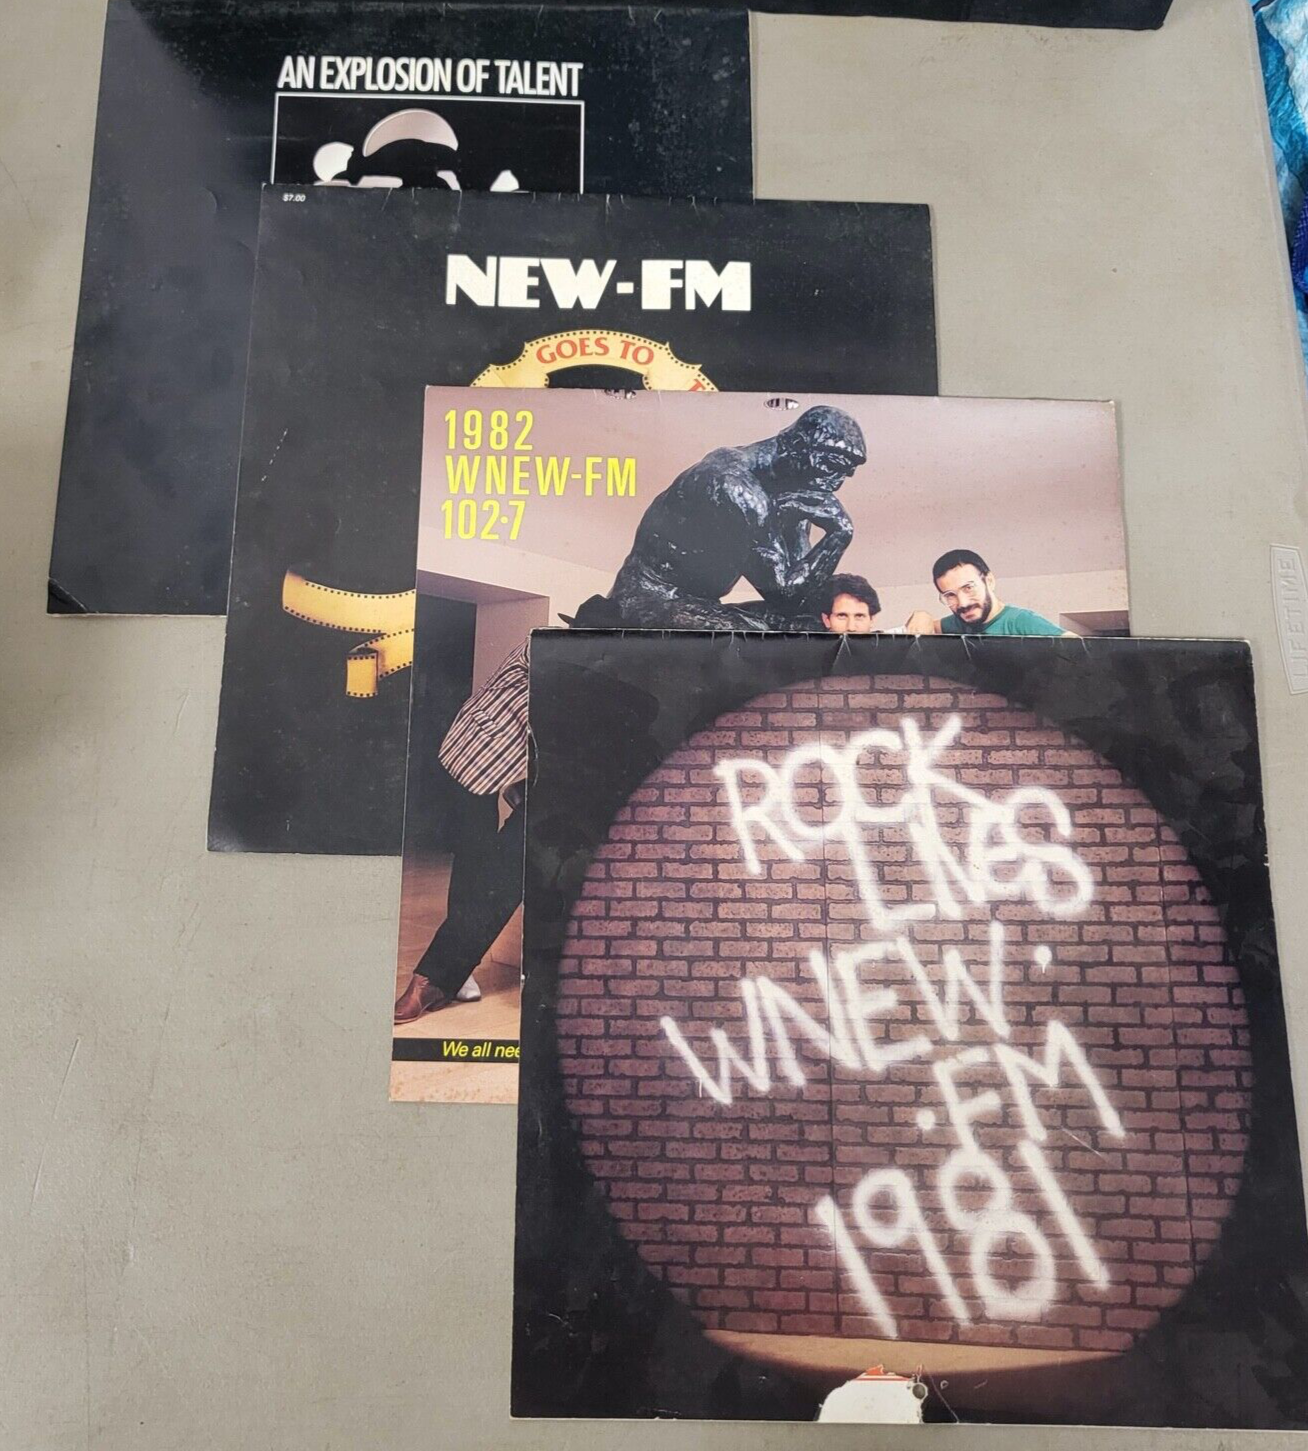 AN EXPLOSION OF TALENT
$7.00
NEW-FM
GOES TO
1982
WNEW-FM
102.7
We all nee
ROCK
LIVES
WNEW.
.FM
1981
LIFETIME